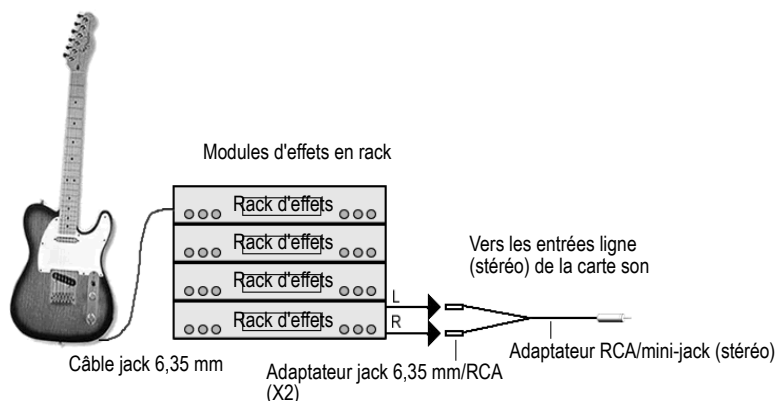 Modules d'effets en rack
Rack d'effets
Rack d'effets
Rack d'effets
Rack d'effets
L
R
Vers les entrées ligne
(stéréo) de la carte son
Câble jack 6,35 mm
Adaptateur jack 6,35 mm/RCA
(X2)
Adaptateur RCA/mini-jack (stéréo)